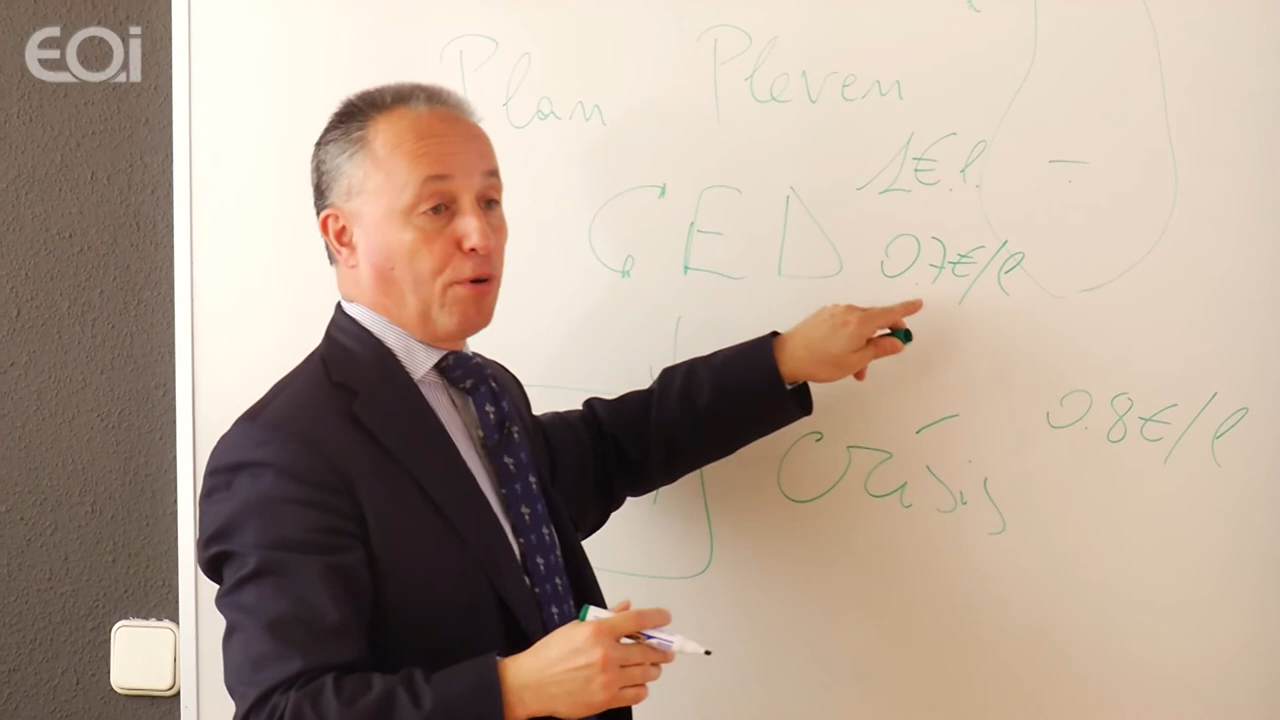 EOi
Plan Pleven
1€.l.
CED
0.7€/l
0.8€/l
Crisis